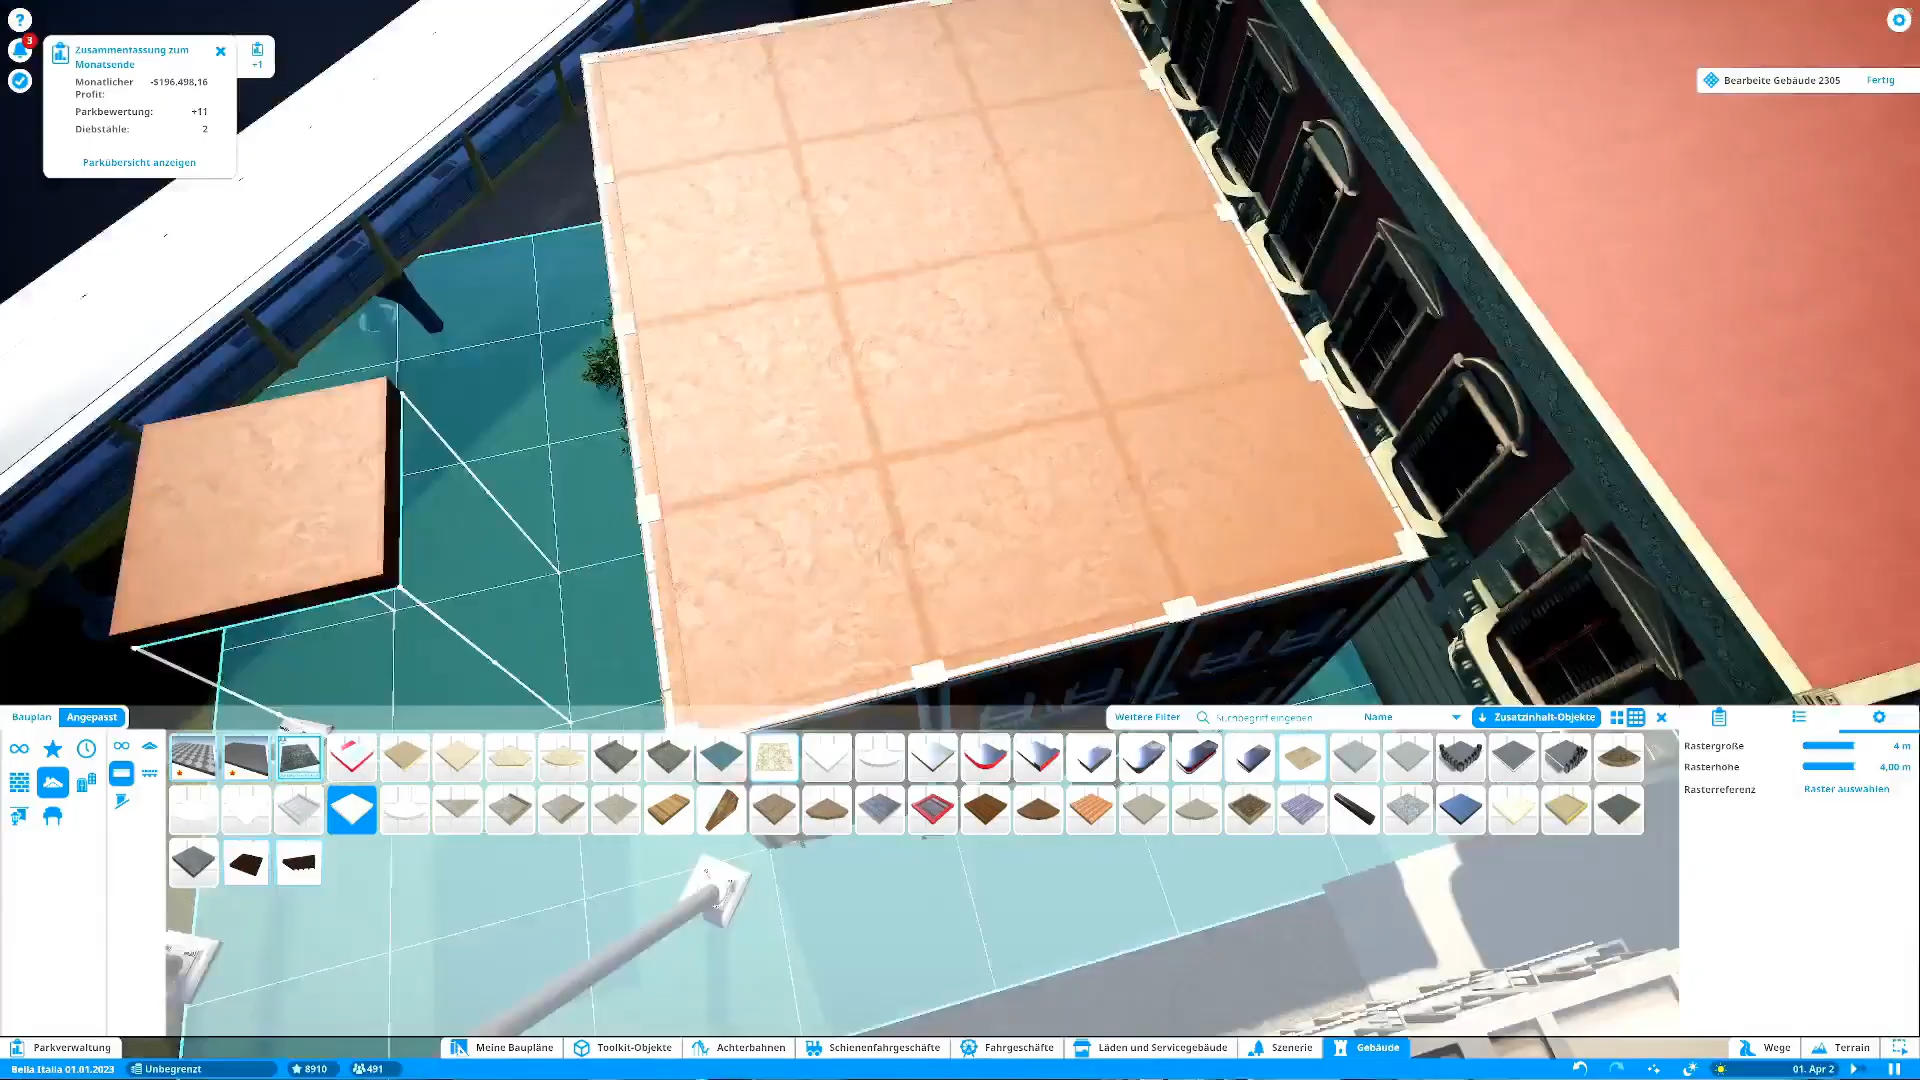 ?
3
Zusammenfassung zum
Monatsende
+1
Monatlicher
Profit:
-$196.498,16
Parkbewertung:
+11
Diebstähle:
2
Parkübersicht anzeigen
Bearbeite Gebäude 2305
Fertig
Bauplan
Angepasst
Weitere Filter
Suchbegriff eingeben
Name
Zusatzinhalt-Objekte
Rastergröße
4 m
Rasterhöhe
4,00 m
Rasterreferenz
Raster auswählen
Parkverwaltung
Meine Baupläne
Toolkit-Objekte
Achterbahnen
Schienenfahrgeschäfte
Fahrgeschäfte
Läden und Servicegebäude
Szenerie
Gebäude
Wege
Terrain
Bella Italia 01.01.2023
Unbegrenzt
8910
491
01. Apr 2